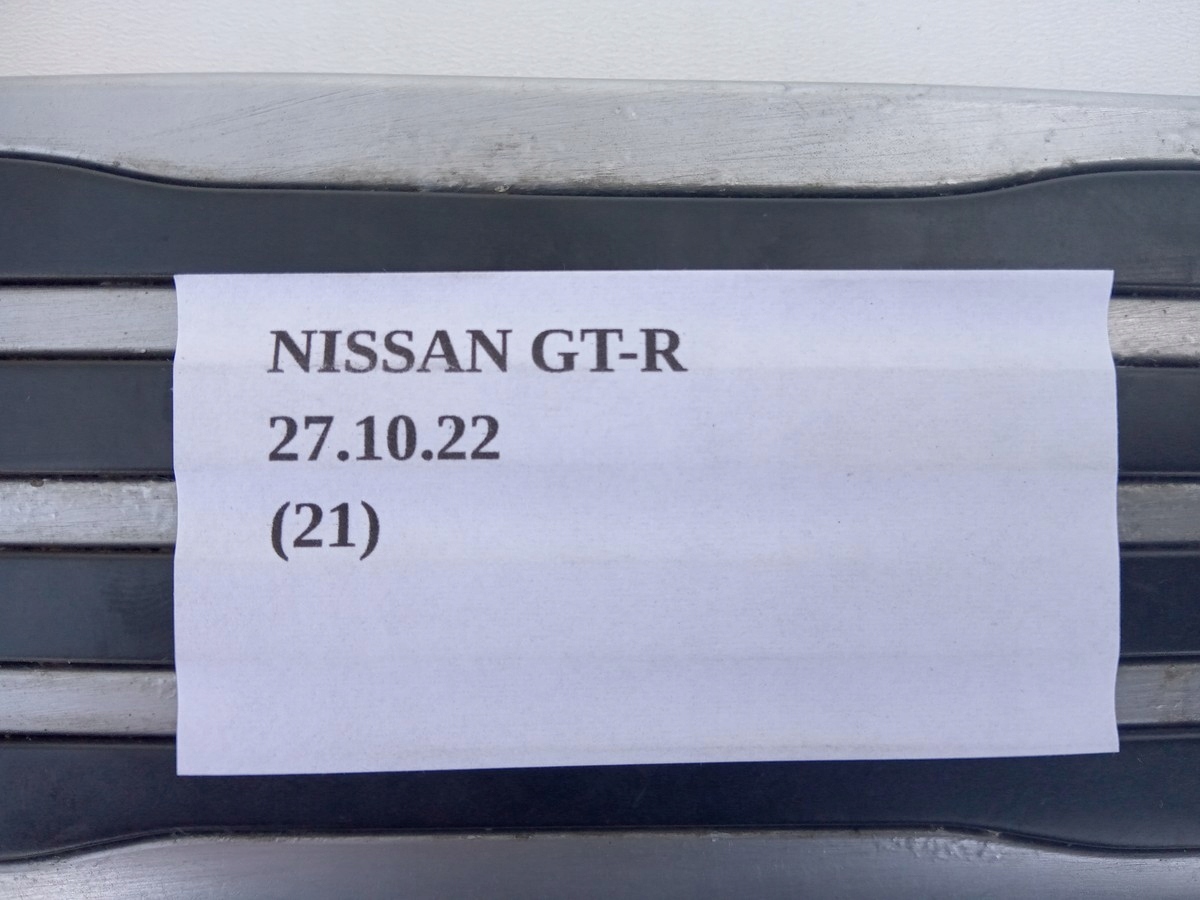 NISSAN GT-R
27.10.22
(21)